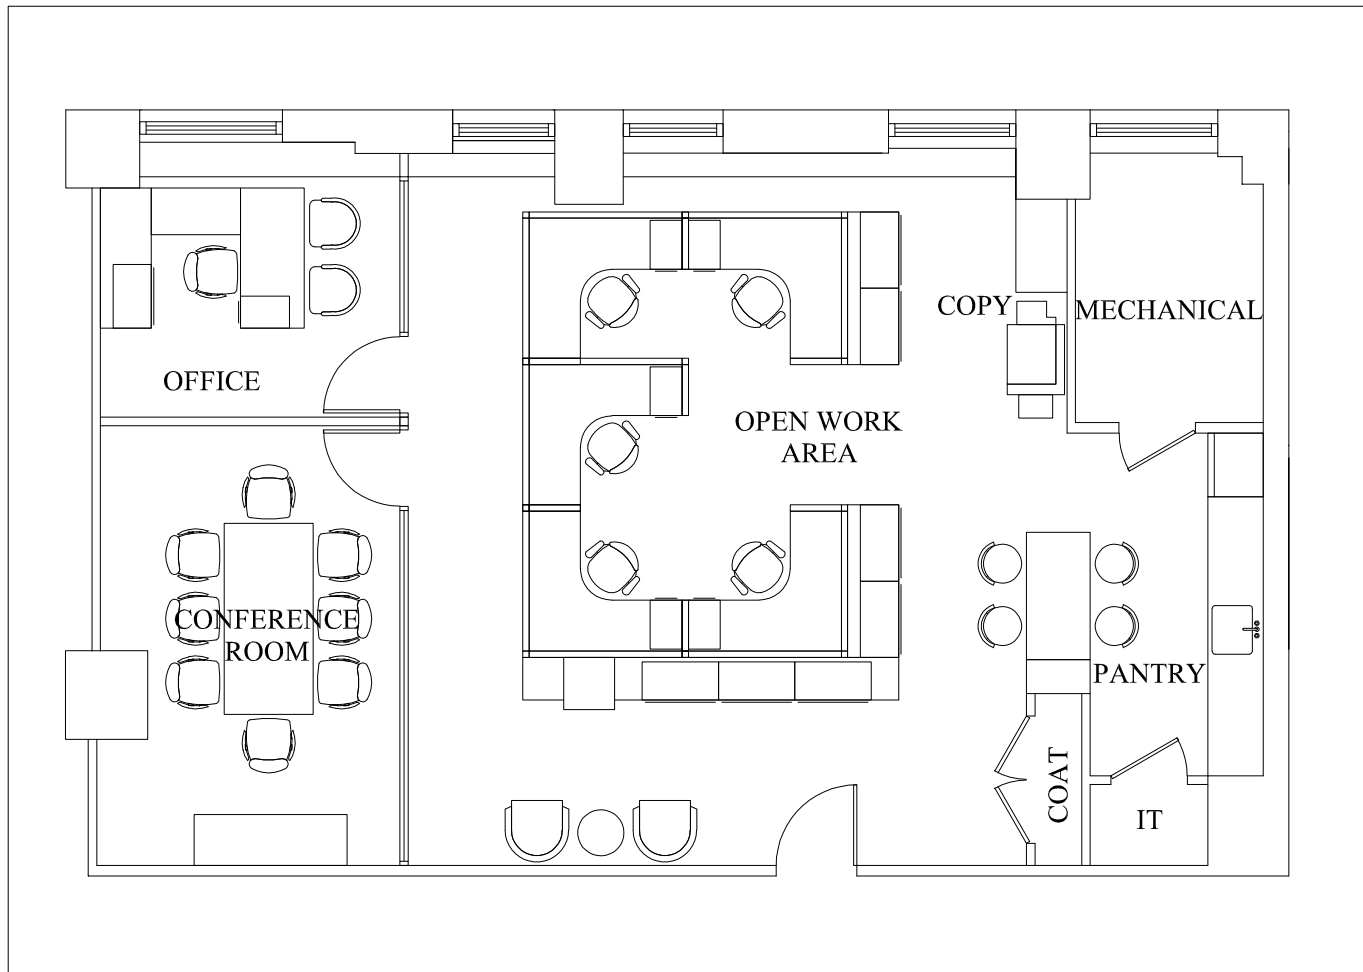 COPY
MECHANICAL
OFFICE
OPEN WORK
AREA
CONFERENCE
ROOM
PANTRY
COAT
IT